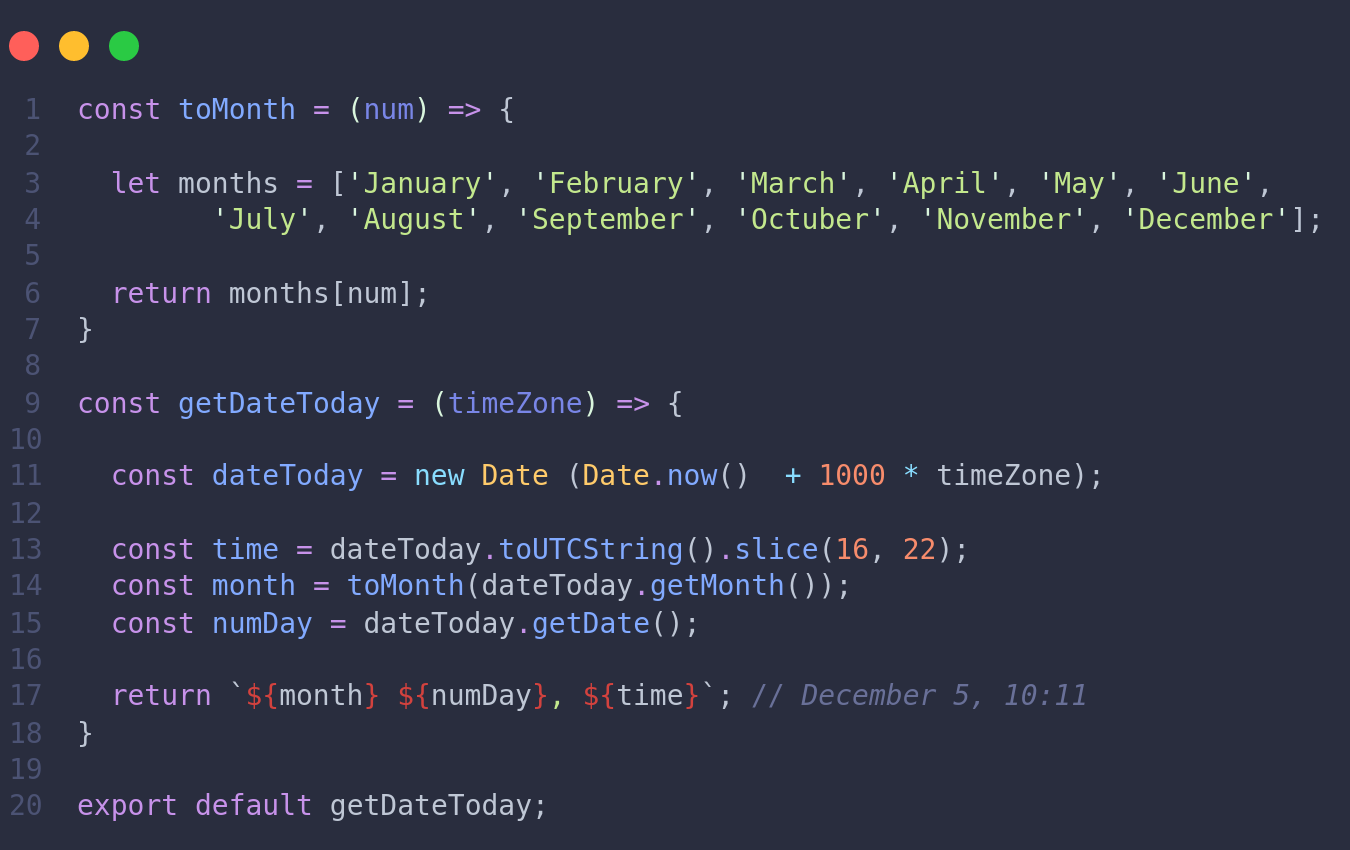 1 const toMonth = (num) => {
2
3   let months = ['January', 'February', 'March', 'April', 'May', 'June',
4         'July', 'August', 'September', 'Octuber', 'November', 'December'];
5
6   return months[num];
7 }
8
9 const getDateToday = (timeZone) => {
10
11   const dateToday = new Date (Date.now()  + 1000 * timeZone);
12
13   const time = dateToday.toUTCString().slice(16, 22);
14   const month = toMonth(dateToday.getMonth());
15   const numDay = dateToday.getDate();
16
17   return `${month} ${numDay}, ${time}`; // December 5, 10:11
18 }
19
20 export default getDateToday;